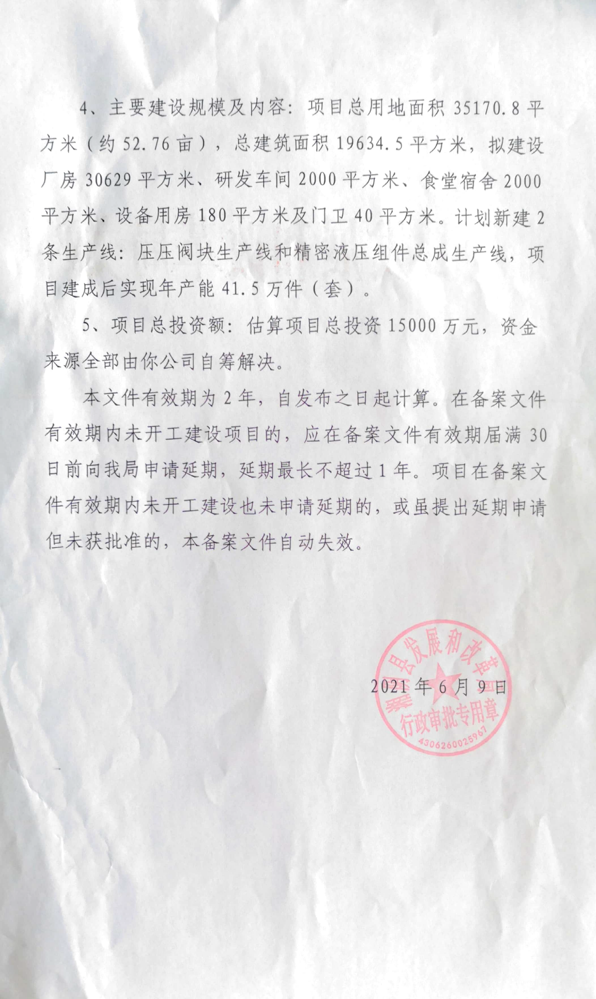 4、主要建设规模及内容：项目总用地面积 35170.8 平
方米（约 52.76 亩），总建筑面积 19634.5 平方米，拟建设
厂房 30629 平方米、研发车间 2000 平方米、食堂宿舍 2000
平方米、设备用房 180 平方米及门卫 40 平方米。计划新建 2
条生产线：压压阀块生产线和精密液压组件总成生产线，项
目建成后实现年产能 41.5 万件（套）。
5、项目总投资额：估算项目总投资 15000 万元，资金
来源全部由你公司自筹解决。
本文件有效期为 2 年，自发布之日起计算。在备案文件
有效期内未开工建设项目的，应在备案文件有效期届满 30
日前向我局申请延期，延期最长不超过 1 年。项目在备案文
件有效期内未开工建设也未申请延期的，或虽提出延期申请
但未获批准的，本备案文件自动失效。
县发展和改革局
2021 年 6 月 9 日
行政审批专用章
4306260025967